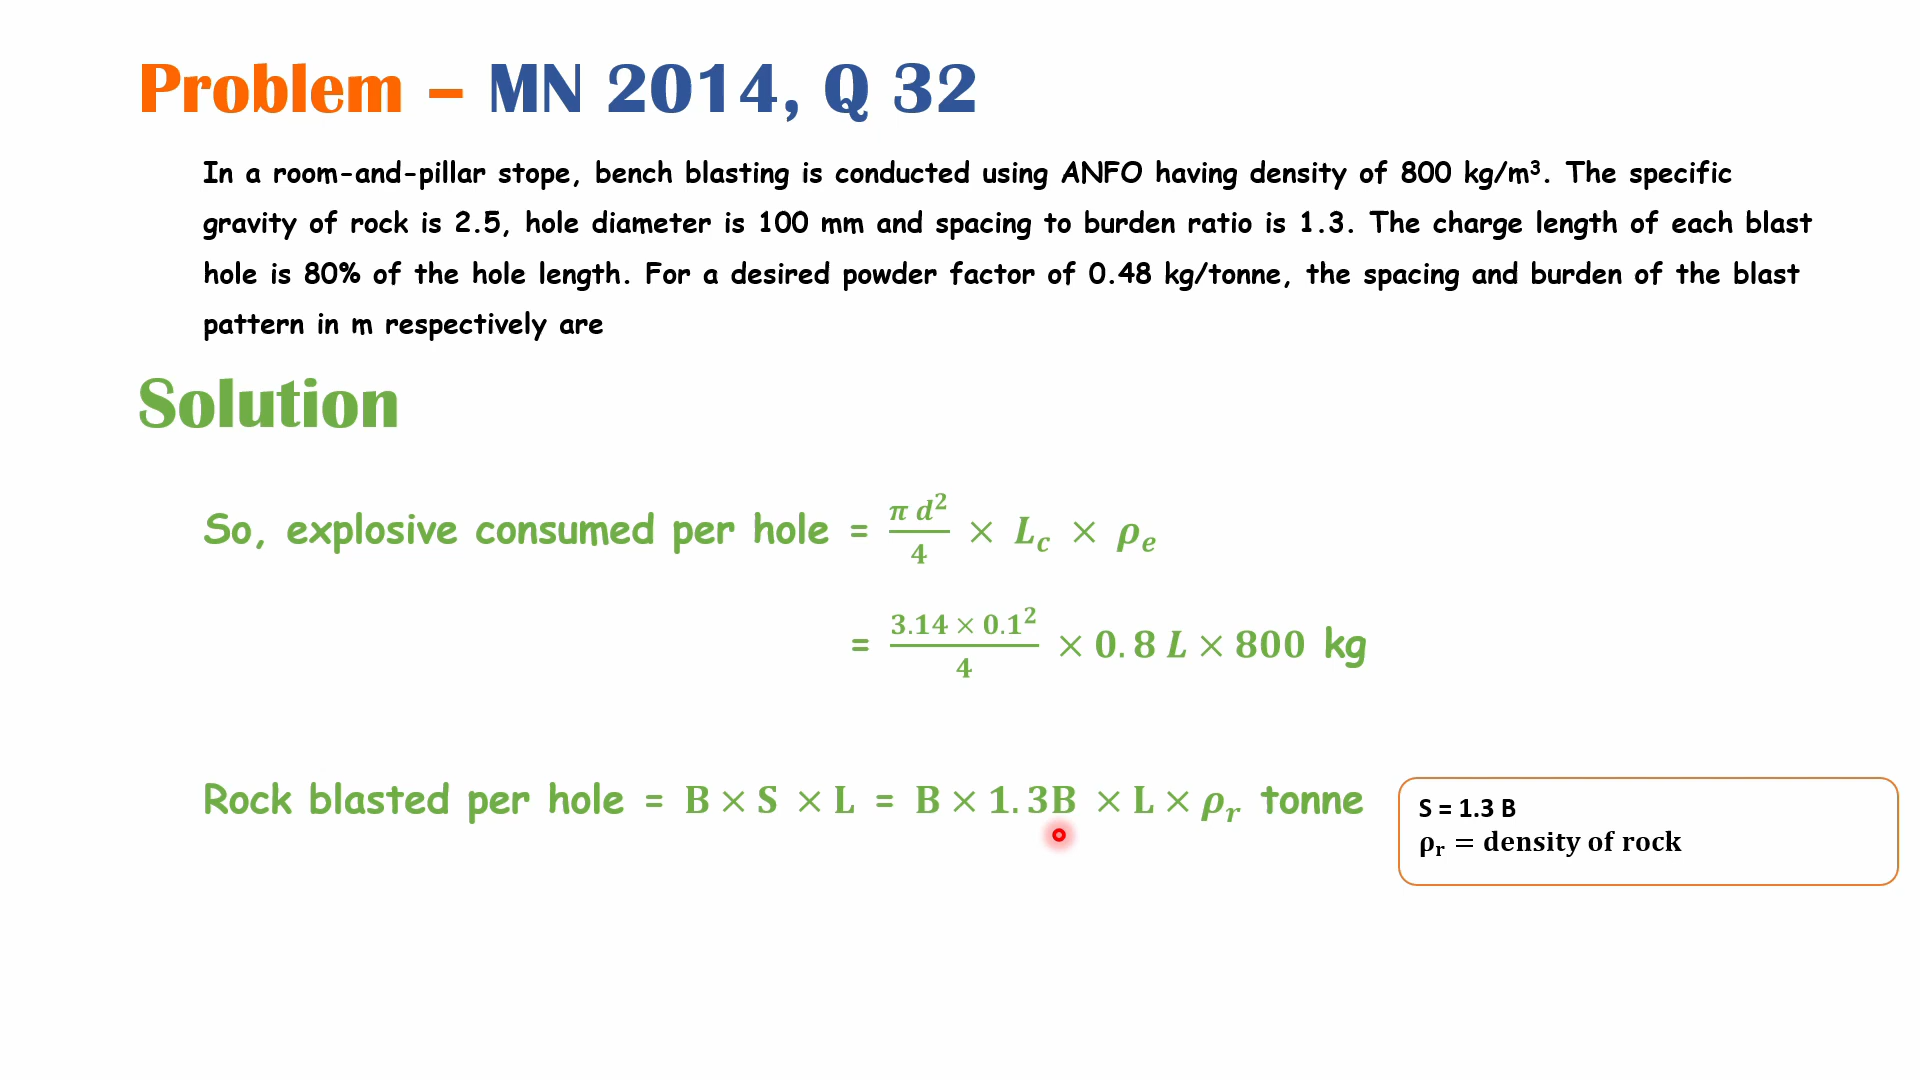 Problem – MN 2014, Q 32
In a room-and-pillar stope, bench blasting is conducted using ANFO having density of 800 kg/m³. The specific
gravity of rock is 2.5, hole diameter is 100 mm and spacing to burden ratio is 1.3. The charge length of each blast
hole is 80% of the hole length. For a desired powder factor of 0.48 kg/tonne, the spacing and burden of the blast
pattern in m respectively are
Solution
So, explosive consumed per hole = π d²/4 × L_c × ρ_e
= 3.14 × 0.1²/4 × 0.8 L × 800 kg
Rock blasted per hole = B × S × L = B × 1.3B × L × ρ_r tonne
S = 1.3 B
ρ_r = density of rock